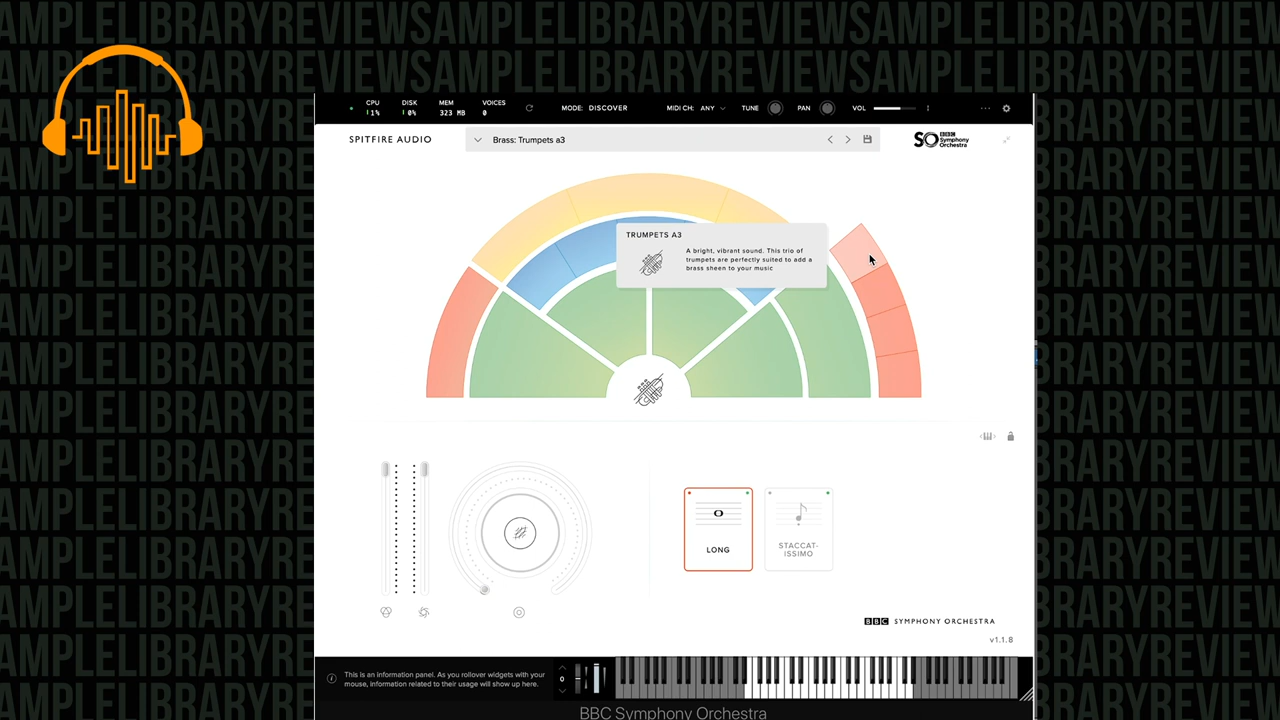 SAMPLELIBRARYREVIEWSAMPLELIBRARYREVIEWSAMPLELIBRARYREVIEW
CPU
1%
DISK
0%
MEM
323 MB
VOICES
0
MODE: DISCOVER
MIDI CH: ANY
TUNE
PAN
VOL
SPITFIRE AUDIO
Brass: Trumpets a3
SO BBC
Symphony
Orchestra
TRUMPETS A3
A bright, vibrant sound. This trio of
trumpets are perfectly suited to add a
brass sheen to your music
LONG
STACCAT-
ISSIMO
BBC SYMPHONY ORCHESTRA
v1.1.8
This is an information panel. As you rollover widgets with your
mouse, information related to their usage will show up here.
0
BBC Symphony Orchestra